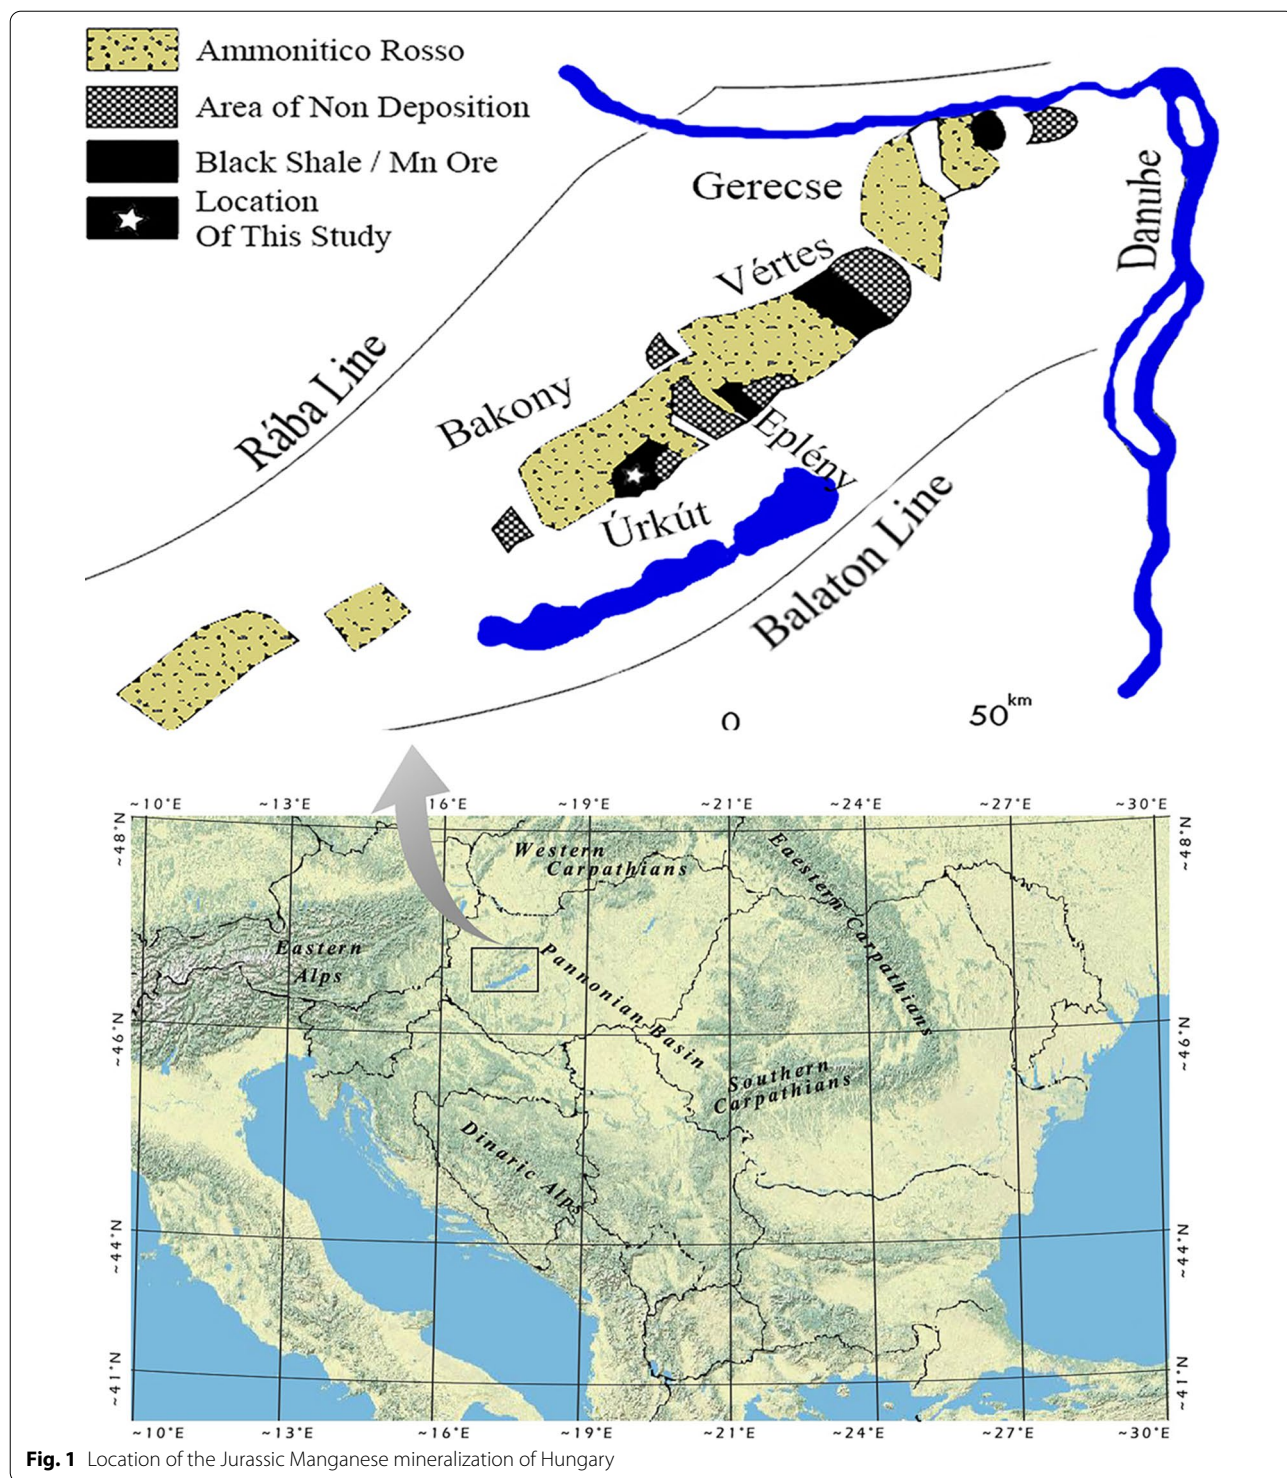 Ammonitico Rosso
Area of Non Deposition
Black Shale / Mn Ore
Location
Of This Study
Gerecse
Danube
Vértes
Rába Line
Bakony
Eplény
Úrkút
Balaton Line
0 50 km
~10°E ~13°E 16°E ~19°E ~21°E ~24°E ~27°E ~30°E
~48°N ~48°N
Western
Carpathians
Eaestern Carpathians
Eastern
Alps
Pannonian Basin
~46°N ~46°N
Southern
Carpathians
Dinaric Alps
~44°N ~44°N
~41°N ~41°N
~10°E ~13°E ~16°E ~19°E ~21°E ~24°E ~27°E ~30°E
Fig. 1 Location of the Jurassic Manganese mineralization of Hungary